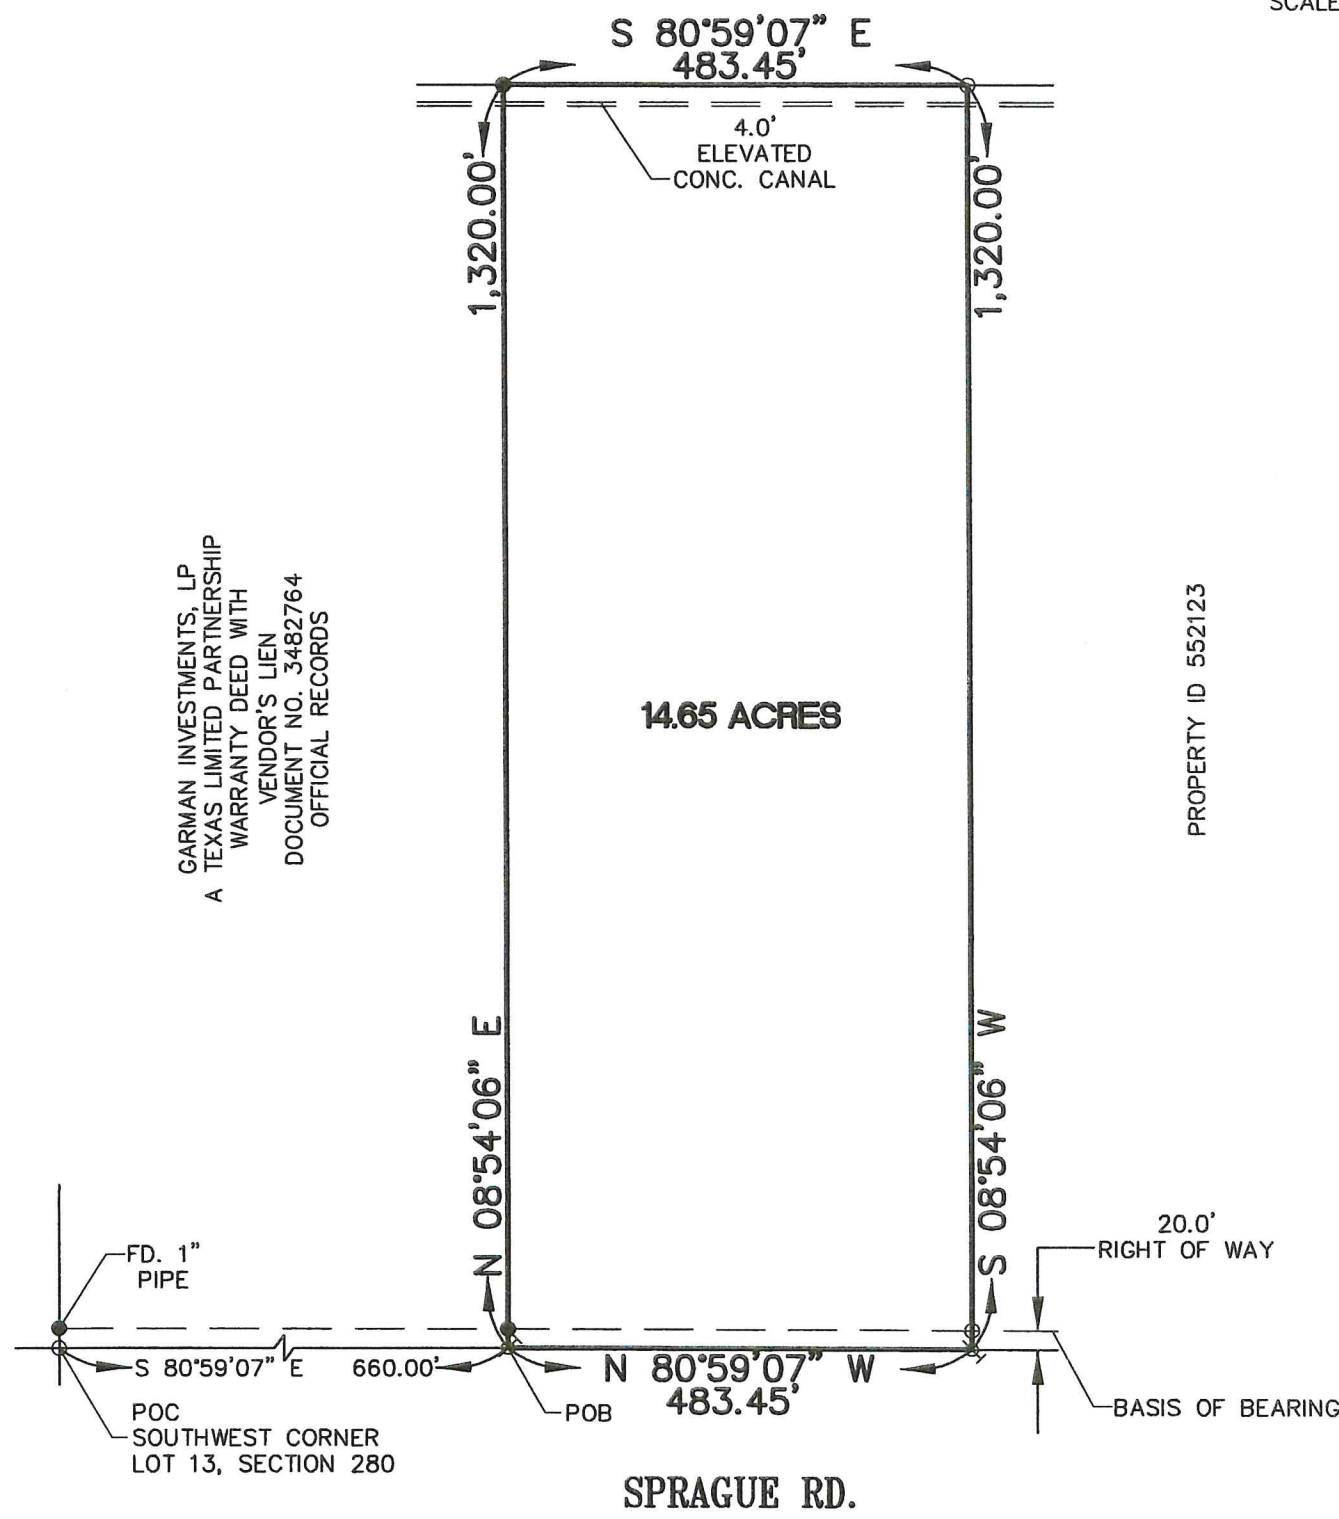 SCALE
S 80°59'07" E
483.45'
4.0'
ELEVATED
CONC. CANAL
1,320.00'
1,320.00'
GARMAN INVESTMENTS, LP
A TEXAS LIMITED PARTNERSHIP
WARRANTY DEED WITH
VENDOR'S LIEN
DOCUMENT NO. 3482764
OFFICIAL RECORDS
14.65 ACRES
PROPERTY ID 552123
N 08°54'06" E
S 08°54'06" W
FD. 1"
PIPE
20.0'
RIGHT OF WAY
S 80°59'07" E 660.00'
N 80°59'07" W
483.45'
POC
SOUTHWEST CORNER
LOT 13, SECTION 280
POB
BASIS OF BEARING
SPRAGUE RD.